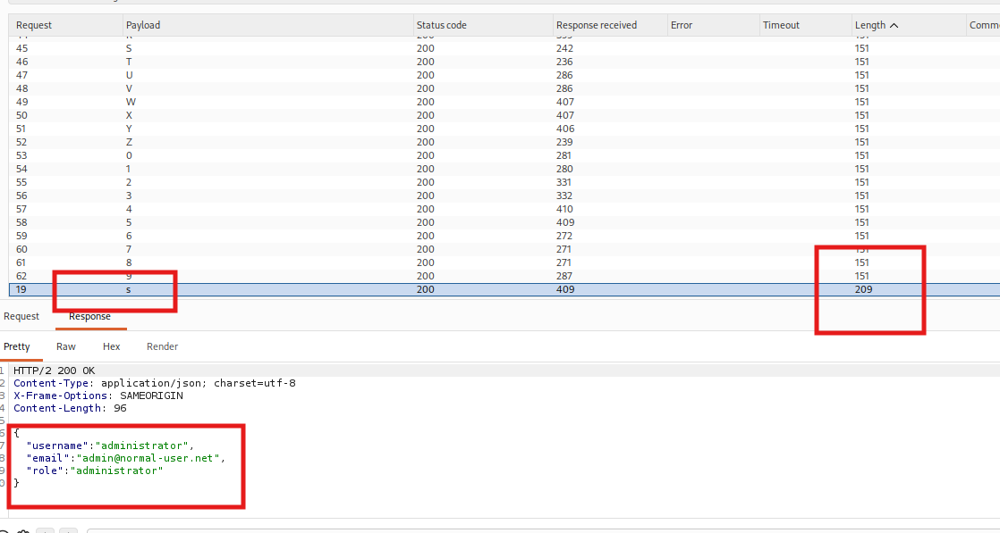 Request Payload Status code Response received Error Timeout Length
45 S 200 242 151
46 T 200 236 151
47 U 200 286 151
48 V 200 286 151
49 W 200 407 151
50 X 200 407 151
51 Y 200 406 151
52 Z 200 239 151
53 0 200 281 151
54 1 200 280 151
55 2 200 331 151
56 3 200 332 151
57 4 200 410 151
58 5 200 409 151
59 6 200 272 151
60 7 200 271 151
61 8 200 271 151
62 9 200 287 151
19 s 200 409 209
Request Response
Pretty Raw Hex Render
1 HTTP/2 200 OK
2 Content-Type: application/json; charset=utf-8
3 X-Frame-Options: SAMEORIGIN
4 Content-Length: 96
5
6 {
7 "username":"administrator",
8 "email":"admin@normal-user.net",
9 "role":"administrator"
0 }